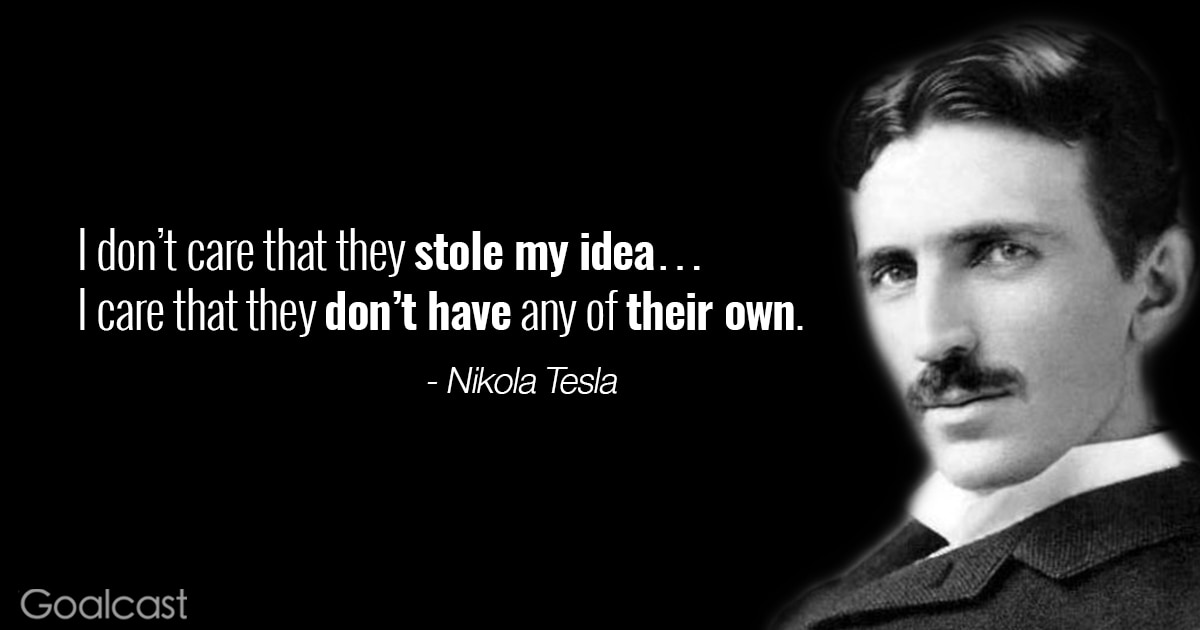 I don’t care that they stole my idea…
I care that they don’t have any of their own.
- Nikola Tesla
Goalcast